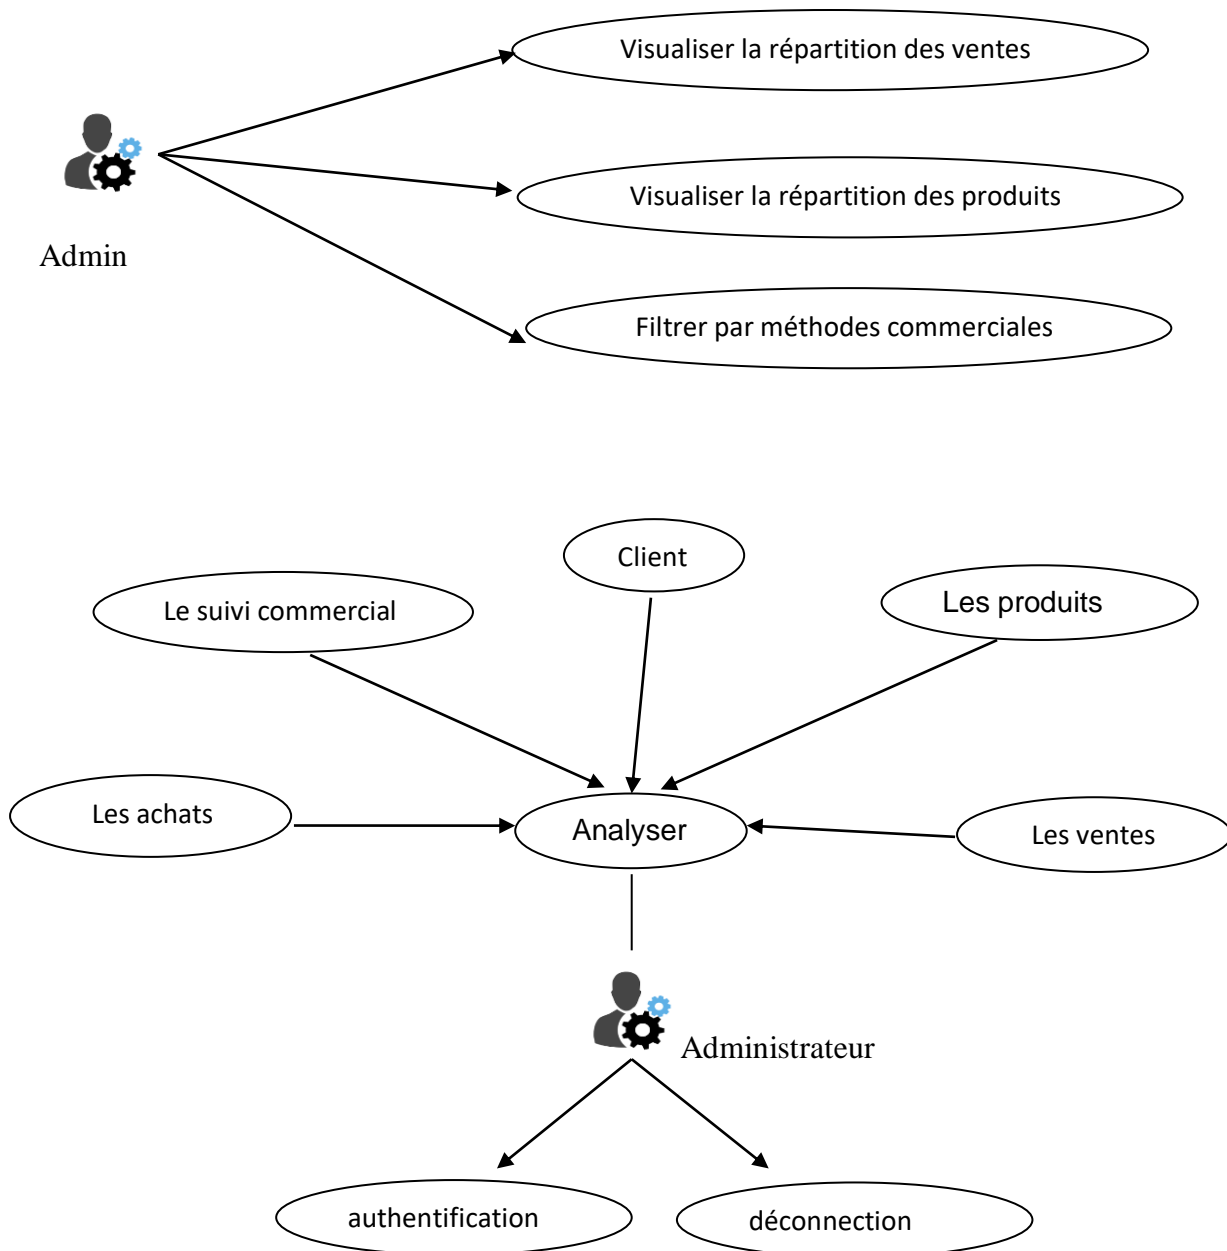 Visualiser la répartition des ventes
Visualiser la répartition des produits
Admin
Filtrer par méthodes commerciales
Client
Le suivi commercial
Les produits
Les achats
Analyser
Les ventes
Administrateur
authentification
déconnection